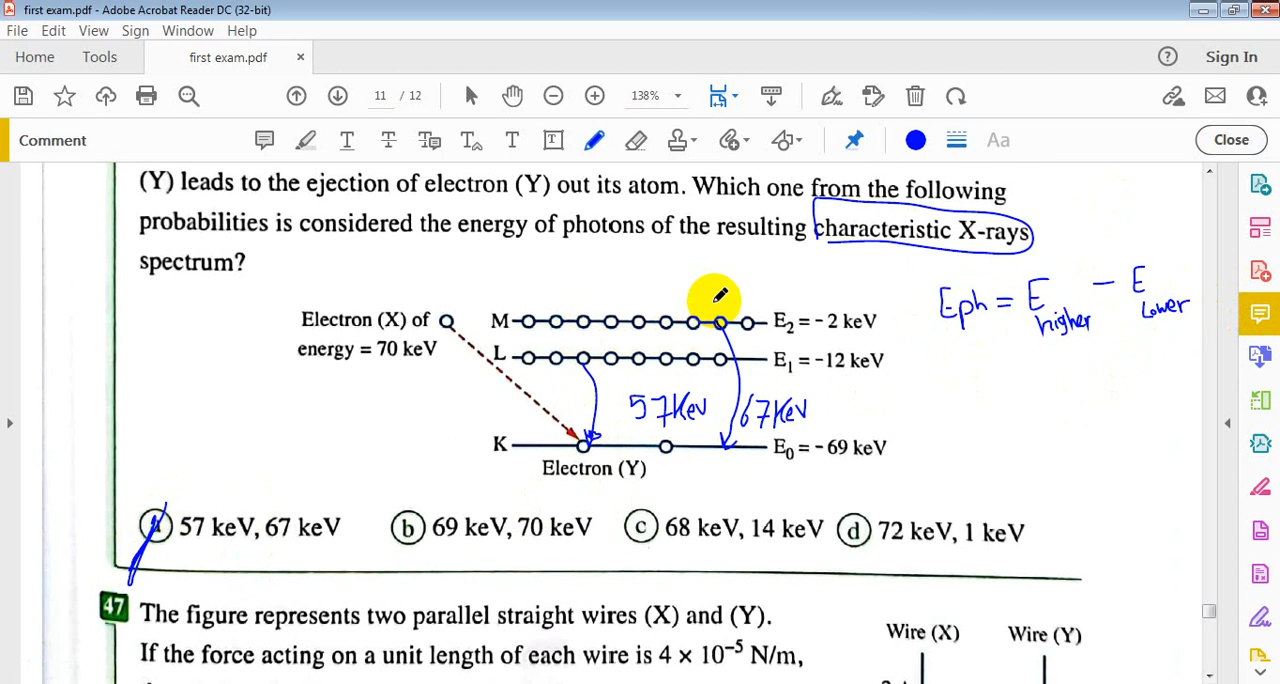 first exam.pdf - Adobe Acrobat Reader DC (32-bit)
File Edit View Sign Window Help
Home Tools first exam.pdf × Sign In
11 / 12 138%
Comment Aa Close
(Y) leads to the ejection of electron (Y) out its atom. Which one from the following
probabilities is considered the energy of photons of the resulting characteristic X-rays
spectrum?
Eph = E higher - E Lower
Electron (X) of
energy = 70 keV
M E₂ = − 2 keV
L E₁ = −12 keV
57 Kev 67 Kev
K E₀ = − 69 keV
Electron (Y)
a 57 keV, 67 keV b 69 keV, 70 keV c 68 keV, 14 keV d 72 keV, 1 keV
47 The figure represents two parallel straight wires (X) and (Y).
Wire (X) Wire (Y)
If the force acting on a unit length of each wire is 4 × 10⁻⁵ N/m,